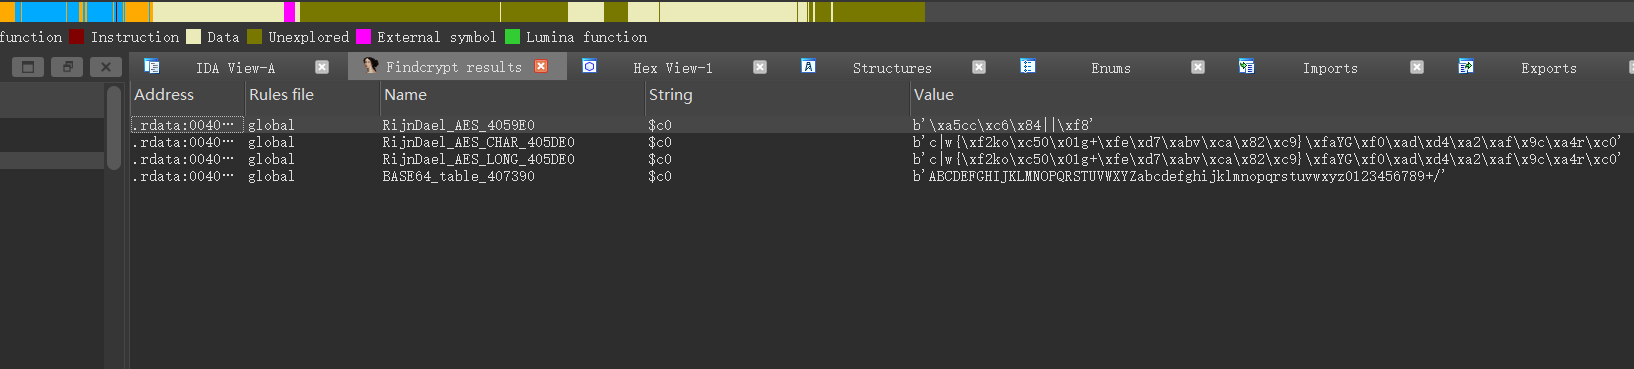 function Instruction Data Unexplored External symbol Lumina function
IDA View-A Findcrypt results Hex View-1 Structures Enums Imports Exports
Address Rules file Name String Value
.rdata:0040… global RijnDael_AES_4059E0 $c0 b'\xa5cc\xc6\x84||\xf8'
.rdata:0040… global RijnDael_AES_CHAR_405DE0 $c0 b'c|w{\xf2ko\xc50\x01g+\xfe\xd7\xabv\xca\x82\xc9}\xfaYG\xf0\xad\xd4\xa2\xaf\x9c\xa4r\xc0'
.rdata:0040… global RijnDael_AES_LONG_405DE0 $c0 b'c|w{\xf2ko\xc50\x01g+\xfe\xd7\xabv\xca\x82\xc9}\xfaYG\xf0\xad\xd4\xa2\xaf\x9c\xa4r\xc0'
.rdata:0040… global BASE64_table_407390 $c0 b'ABCDEFGHIJKLMNOPQRSTUVWXYZabcdefghijklmnopqrstuvwxyz0123456789+/'